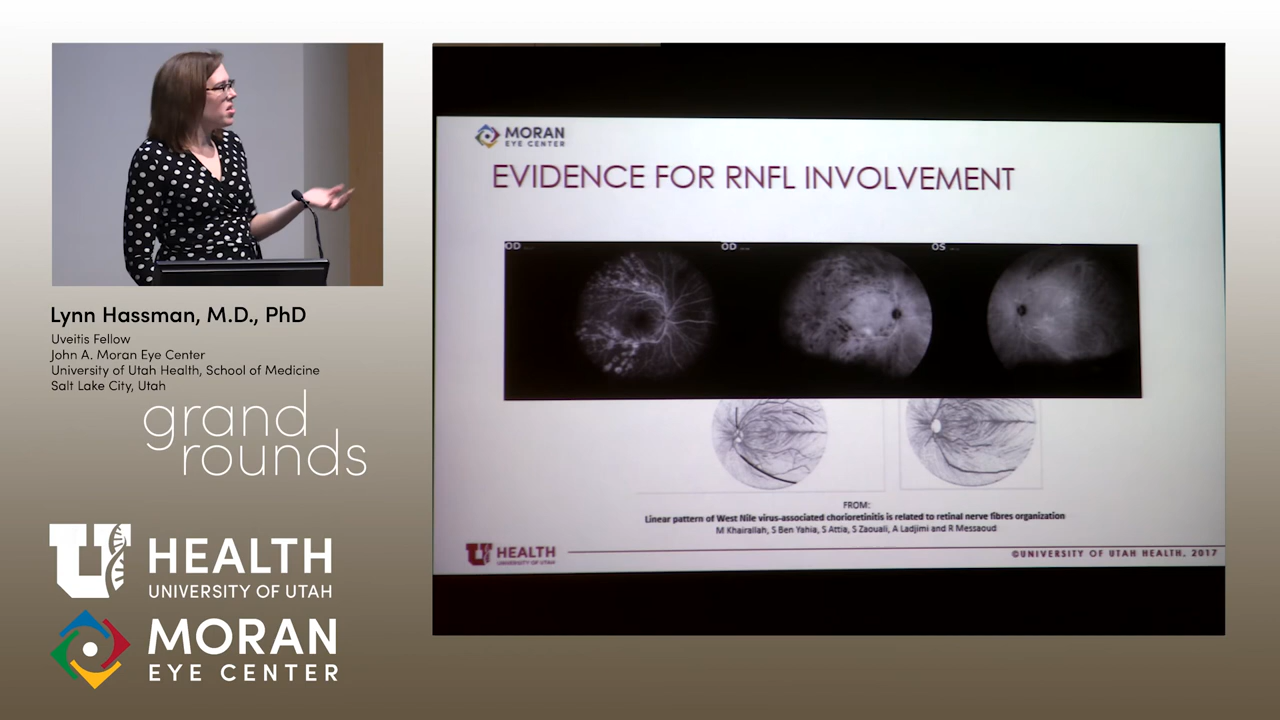 Lynn Hassman, M.D., PhD
Uveitis Fellow
John A. Moran Eye Center
University of Utah Health, School of Medicine
Salt Lake City, Utah
grand
rounds
U HEALTH
UNIVERSITY OF UTAH
MORAN
EYE CENTER
MORAN
EYE CENTER
EVIDENCE FOR RNFL INVOLVEMENT
OD
OD
OS
FROM:
Linear pattern of West Nile virus-associated chorioretinitis is related to retinal nerve fibres organization
M Khairallah, S Ben Yahia, S Attia, S Zaouali, A Ladjimi and R Messaoud
U HEALTH
UNIVERSITY OF UTAH
©UNIVERSITY OF UTAH HEALTH, 2017